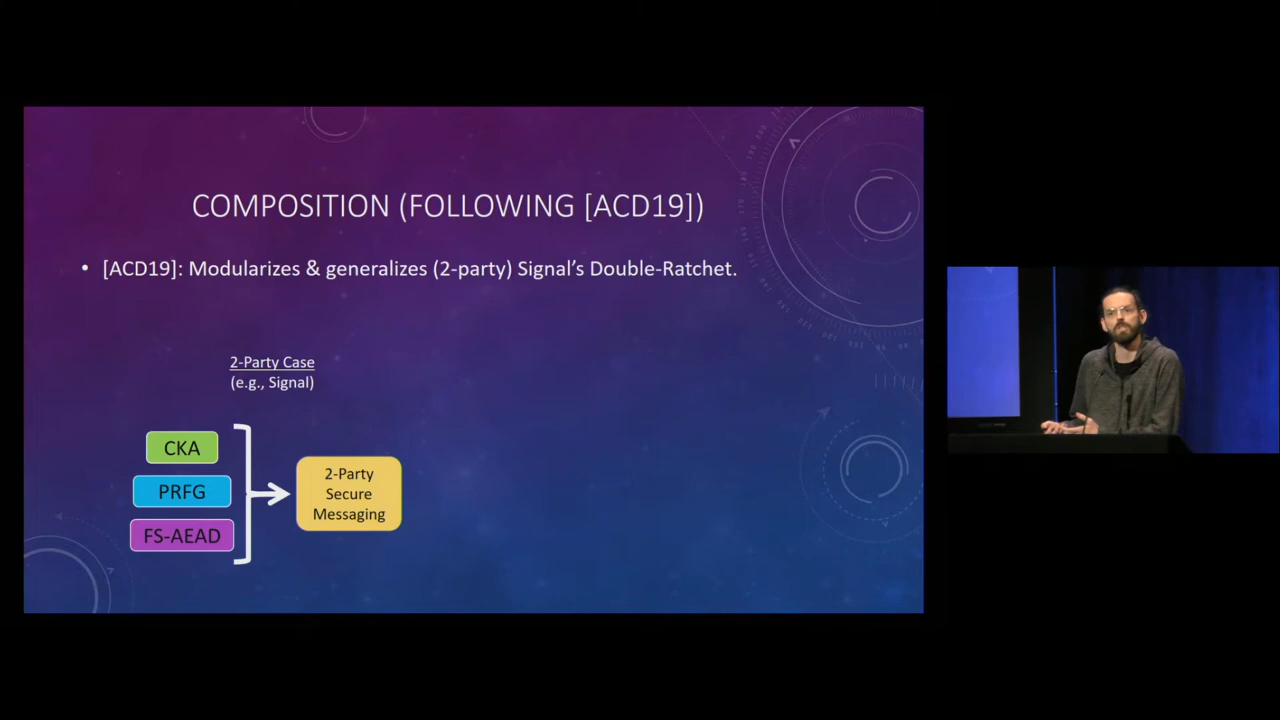 COMPOSITION (FOLLOWING [ACD19])
• [ACD19]: Modularizes & generalizes (2-party) Signal's Double-Ratchet.
2-Party Case
(e.g., Signal)
CKA
PRFG
FS-AEAD
2-Party
Secure
Messaging